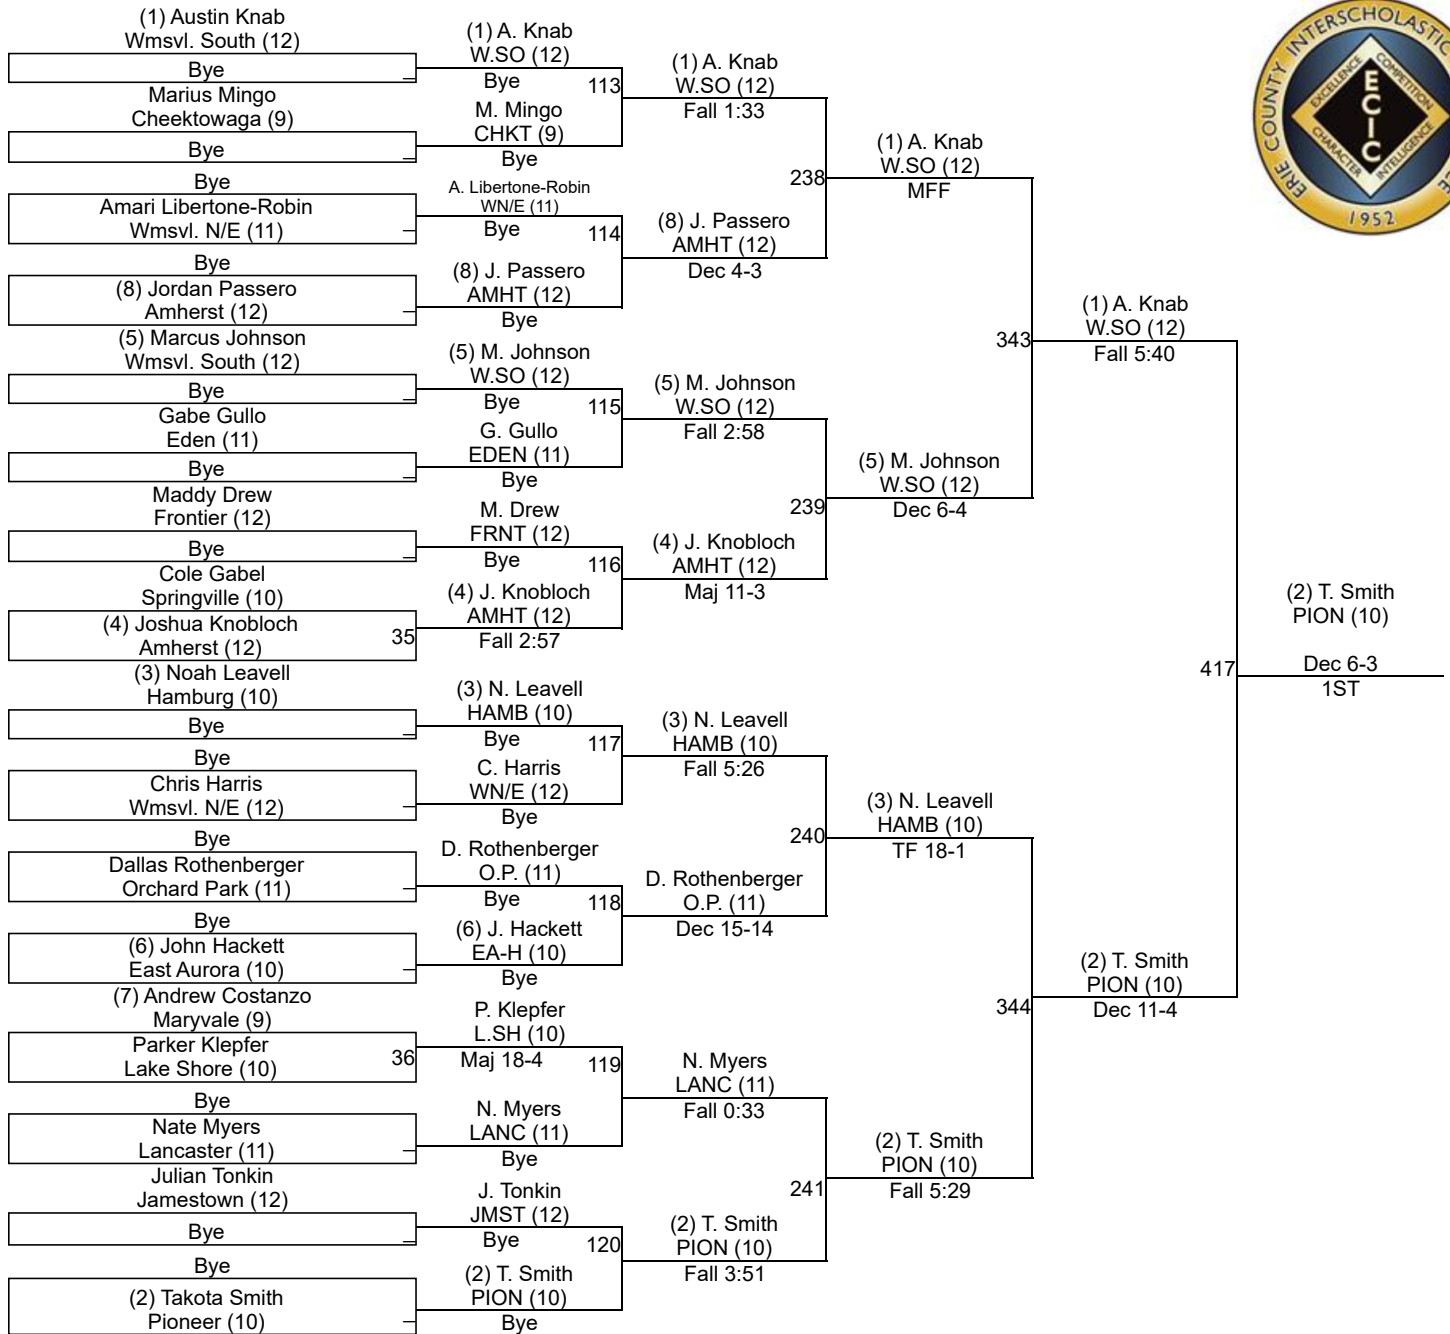 (1) Austin Knab
Wmsvl. South (12)
Bye
Marius Mingo
Cheektowaga (9)
Bye
Bye
Amari Libertone-Robin
Wmsvl. N/E (11)
Bye
(8) Jordan Passero
Amherst (12)
(5) Marcus Johnson
Wmsvl. South (12)
Bye
Gabe Gullo
Eden (11)
Bye
Maddy Drew
Frontier (12)
Bye
Cole Gabel
Springville (10)
(4) Joshua Knobloch
Amherst (12)
35
(3) Noah Leavell
Hamburg (10)
Bye
Bye
Chris Harris
Wmsvl. N/E (12)
Bye
Dallas Rothenberger
Orchard Park (11)
Bye
(6) John Hackett
East Aurora (10)
(7) Andrew Costanzo
Maryvale (9)
Parker Klepfer
Lake Shore (10)
36
Bye
Nate Myers
Lancaster (11)
Julian Tonkin
Jamestown (12)
Bye
Bye
(2) Takota Smith
Pioneer (10)
(1) A. Knab
W.SO (12)
Bye
113
M. Mingo
CHKT (9)
Bye
A. Libertone-Robin
WN/E (11)
Bye
114
(8) J. Passero
AMHT (12)
Bye
(5) M. Johnson
W.SO (12)
Bye
115
G. Gullo
EDEN (11)
Bye
M. Drew
FRNT (12)
Bye
116
(4) J. Knobloch
AMHT (12)
Fall 2:57
(3) N. Leavell
HAMB (10)
Bye
117
C. Harris
WN/E (12)
Bye
D. Rothenberger
O.P. (11)
Bye
118
(6) J. Hackett
EA-H (10)
Bye
P. Klepfer
L.SH (10)
Maj 18-4
119
N. Myers
LANC (11)
Bye
J. Tonkin
JMST (12)
Bye
120
(2) T. Smith
PION (10)
Bye
(1) A. Knab
W.SO (12)
Fall 1:33
238
(8) J. Passero
AMHT (12)
Dec 4-3
(5) M. Johnson
W.SO (12)
Fall 2:58
239
(4) J. Knobloch
AMHT (12)
Maj 11-3
(3) N. Leavell
HAMB (10)
Fall 5:26
240
D. Rothenberger
O.P. (11)
Dec 15-14
N. Myers
LANC (11)
Fall 0:33
241
(2) T. Smith
PION (10)
Fall 3:51
(1) A. Knab
W.SO (12)
MFF
343
(5) M. Johnson
W.SO (12)
Dec 6-4
(3) N. Leavell
HAMB (10)
TF 18-1
344
(2) T. Smith
PION (10)
Fall 5:29
(1) A. Knab
W.SO (12)
Fall 5:40
417
(2) T. Smith
PION (10)
Dec 11-4
(2) T. Smith
PION (10)
Dec 6-3
1ST
ERIE COUNTY INTERSCHOLASTIC
EXCELLENCE
COMPETITION
CHARACTER
INTELLIGENCE
ECIC
1952